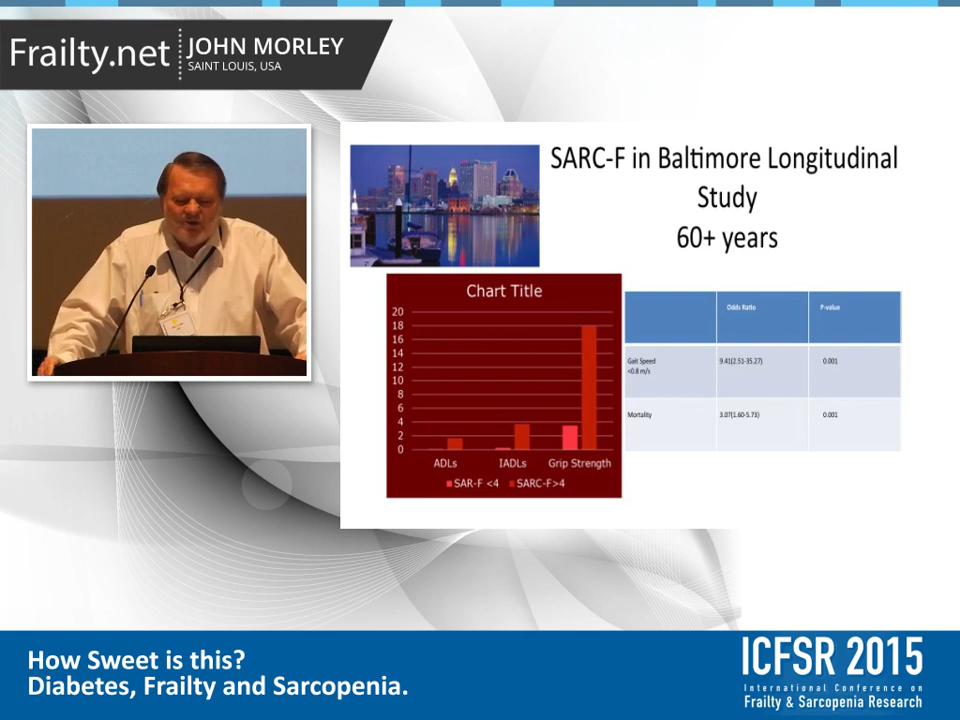 Frailty.net
JOHN MORLEY
SAINT LOUIS, USA
SARC-F in Baltimore Longitudinal
Study
60+ years
Chart Title
20
18
16
14
12
10
8
6
4
2
0
ADLs IADLs Grip Strength
SAR-F <4 SARC-F>4
Odds Ratio P-value
Gait Speed
<0.8 m/s
9.41(2.51-35.27) 0.001
Mortality 3.07(1.60-5.73) 0.001
How Sweet is this?
Diabetes, Frailty and Sarcopenia.
ICFSR 2015
International Conference on
Frailty & Sarcopenia Research